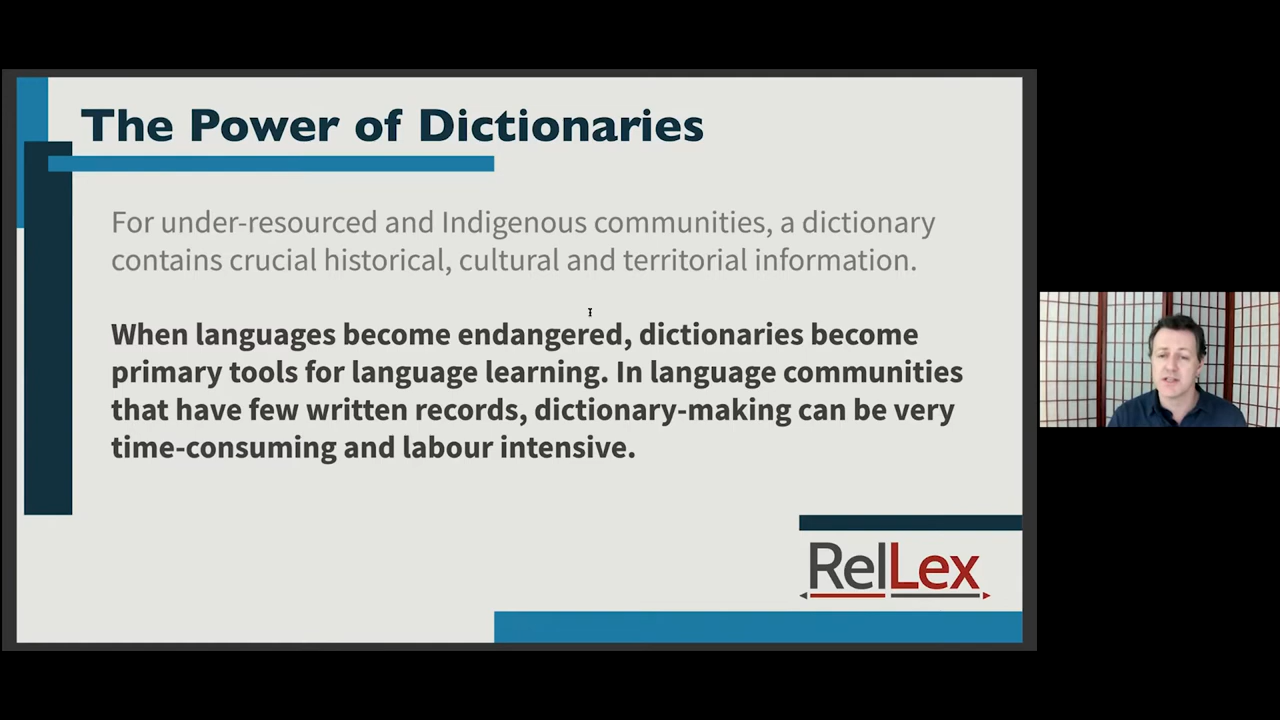 The Power of Dictionaries
For under-resourced and Indigenous communities, a dictionary
contains crucial historical, cultural and territorial information.
When languages become endangered, dictionaries become
primary tools for language learning. In language communities
that have few written records, dictionary-making can be very
time-consuming and labour intensive.
RelLex